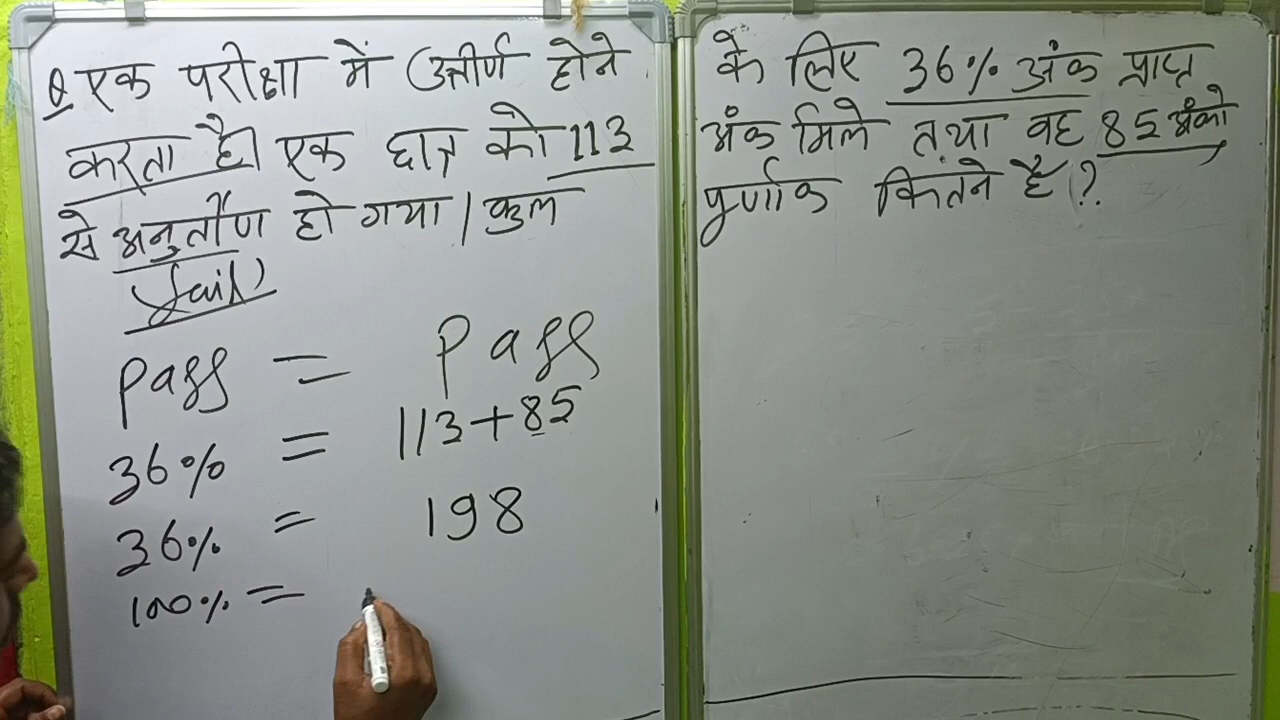 Q एक परीक्षा में उत्तीर्ण होने के लिए 36% अंक प्राप्त
करता है। एक छात्र को 113 अंक मिले तथा वह 85 अंको
से अनुर्तीण हो गया / कुल पूर्णाक कितने है ?
fail
pass = pass
36% = 113+85
36% = 198
100% =